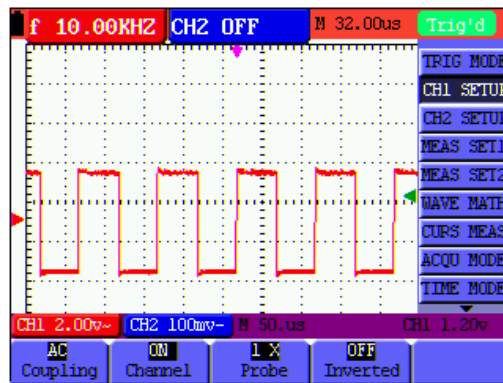 f 10.00KHZ CH2 OFF M 32.00us Trig'd
TRIG MODE
CH1 SETUP
CH2 SETUP
MEAS SET1
MEAS SET2
WAVE MATH
CURS MEAS
ACQU MODE
TIME MODE
CH1 2.00v~ CH2 100mv- M 50.us CH1 1.20v
AC ON 1 X OFF
Coupling Channel Probe Inverted